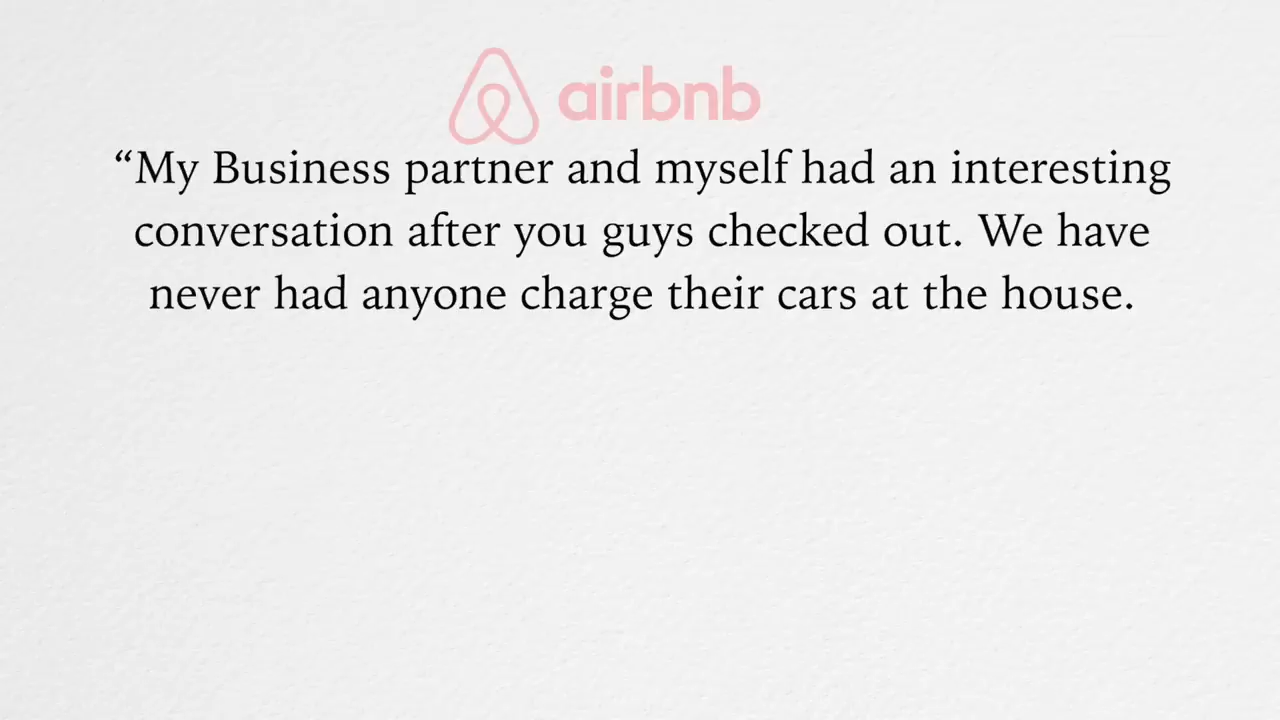 airbnb
“My Business partner and myself had an interesting
conversation after you guys checked out. We have
never had anyone charge their cars at the house.